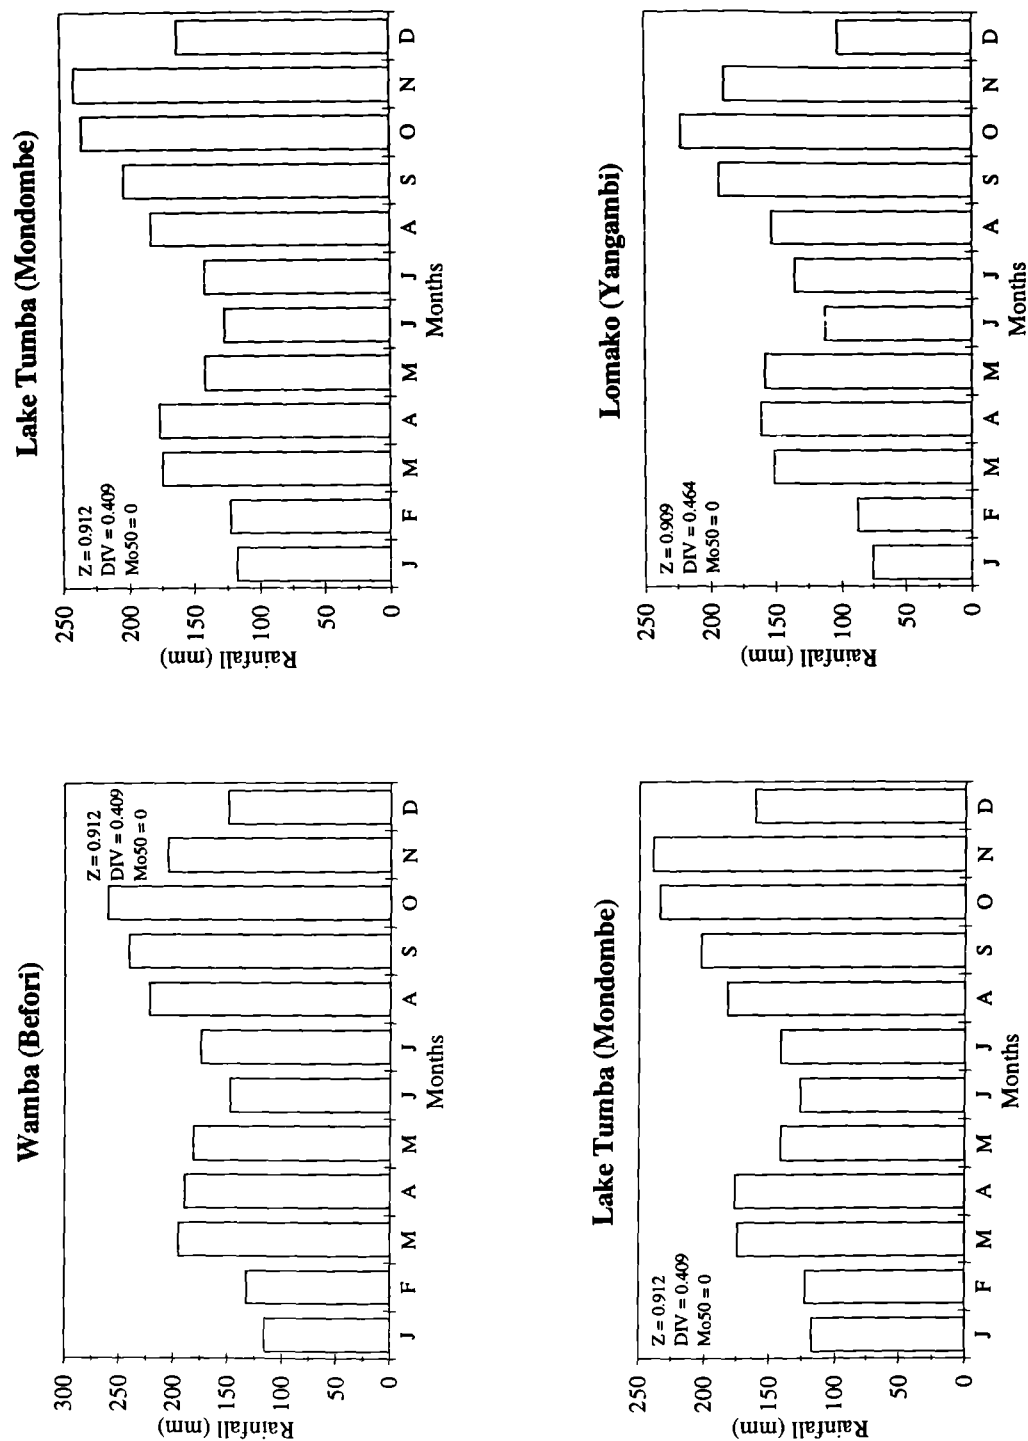 Wamba (Befori)
Rainfall (mm)
300
250
200
150
100
50
0
Z = 0.912
DIV = 0.409
Mo50 = 0
J F M A M J J A S O N D
Months
Lake Tumba (Mondombe)
Rainfall (mm)
250
200
150
100
50
0
Z = 0.912
DIV = 0.409
Mo50 = 0
J F M A M J J A S O N D
Months
Lake Tumba (Mondombe)
Rainfall (mm)
250
200
150
100
50
0
Z = 0.912
DIV = 0.409
Mo50 = 0
J F M A M J J A S O N D
Months
Lomako (Yangambi)
Rainfall (mm)
250
200
150
100
50
0
Z = 0.909
DIV = 0.464
Mo50 = 0
J F M A M J J A S O N D
Months